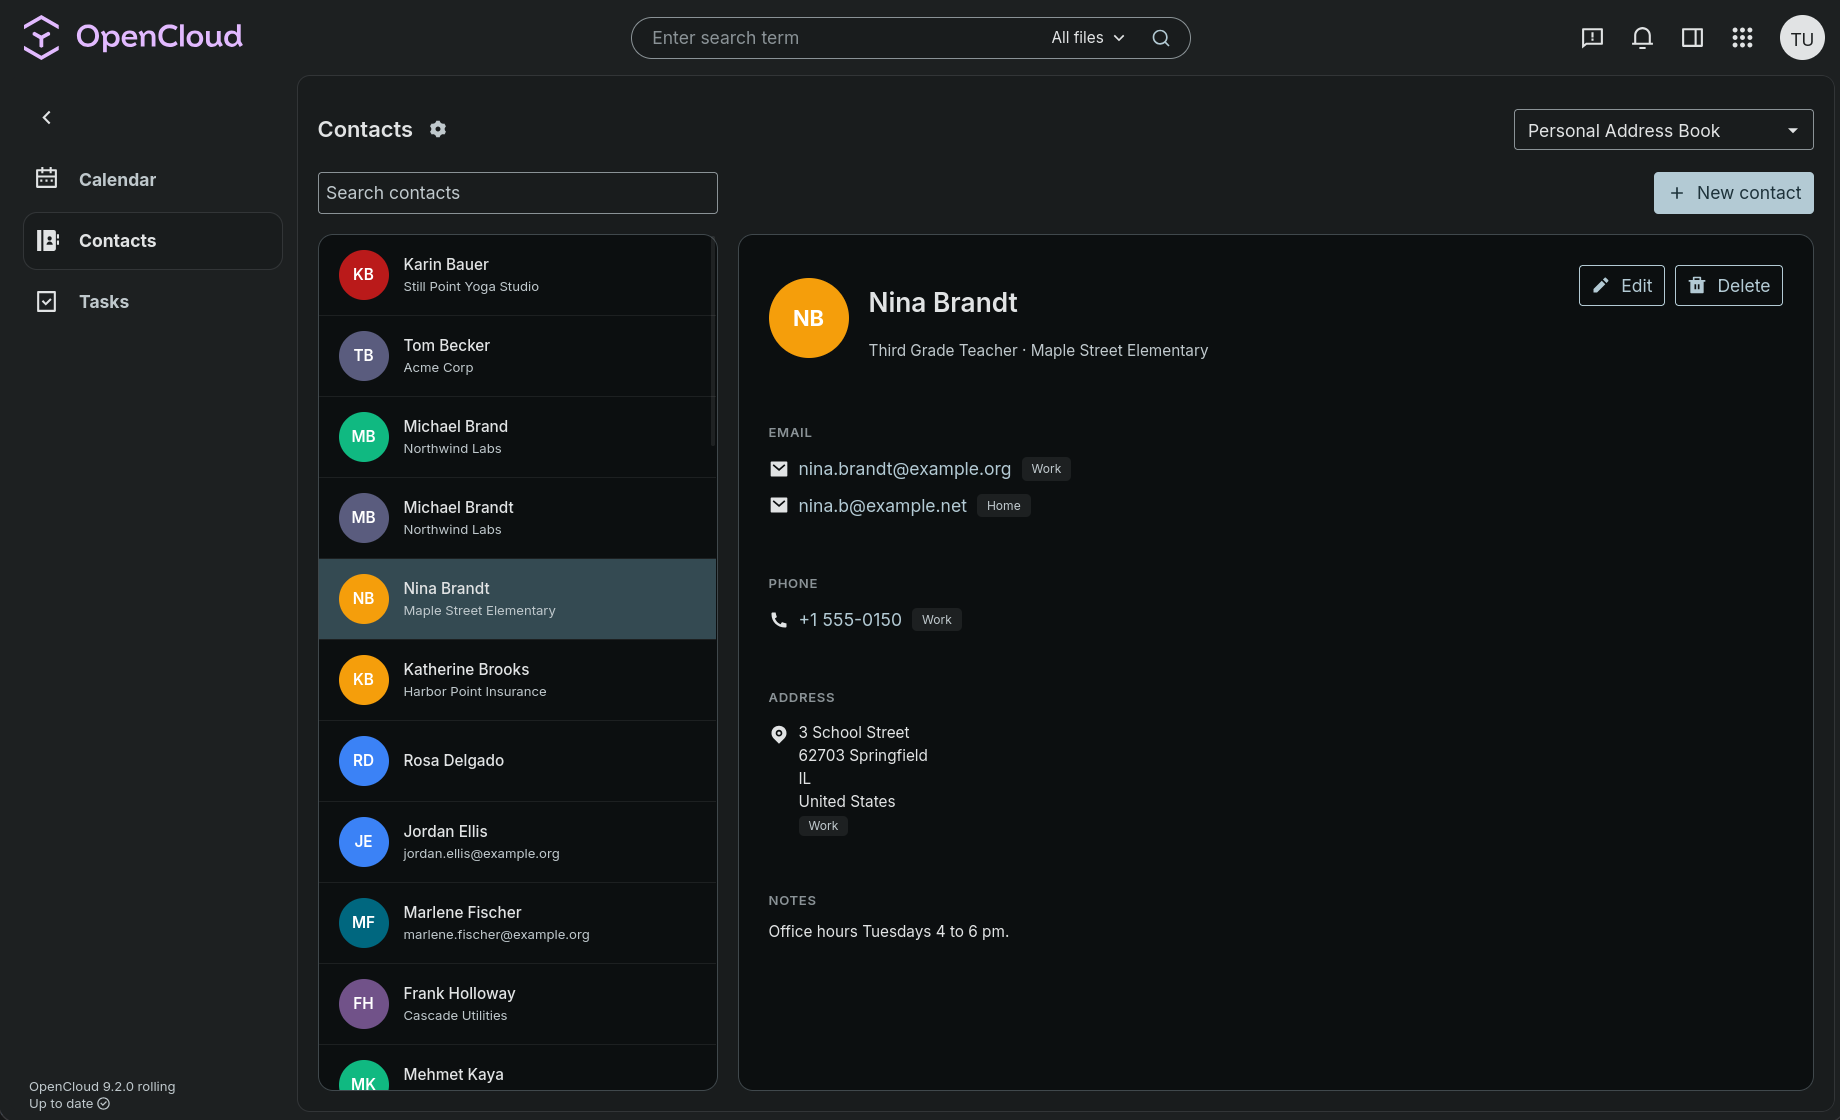 OpenCloud
Enter search term
All files
TU
Calendar
Contacts
Tasks
OpenCloud 9.2.0 rolling
Up to date
Contacts
Personal Address Book
Search contacts
New contact
KB
Karin Bauer
Still Point Yoga Studio
TB
Tom Becker
Acme Corp
MB
Michael Brand
Northwind Labs
MB
Michael Brandt
Northwind Labs
NB
Nina Brandt
Maple Street Elementary
KB
Katherine Brooks
Harbor Point Insurance
RD
Rosa Delgado
JE
Jordan Ellis
jordan.ellis@example.org
MF
Marlene Fischer
marlene.fischer@example.org
FH
Frank Holloway
Cascade Utilities
MK
Mehmet Kaya
NB
Nina Brandt
Third Grade Teacher · Maple Street Elementary
Edit
Delete
EMAIL
nina.brandt@example.org Work
nina.b@example.net Home
PHONE
+1 555-0150 Work
ADDRESS
3 School Street
62703 Springfield
IL
United States
Work
NOTES
Office hours Tuesdays 4 to 6 pm.